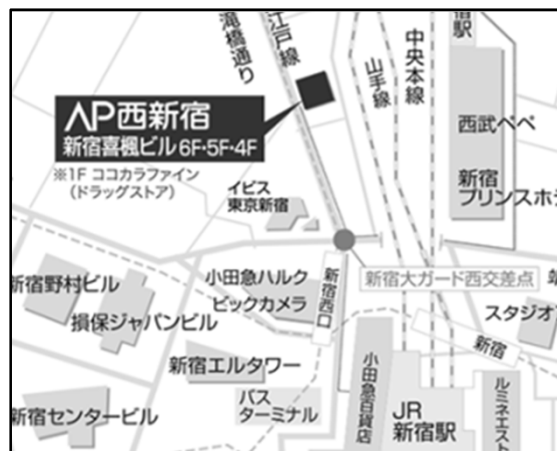 滝橋通り
江戸線
山手線
中央本線
宿駅
AP西新宿
新宿喜楓ビル 6F・5F・4F
※1F ココカラファイン
（ドラッグストア）
西武ペペ
新宿
プリンスホテ
イビス
東京新宿
新宿野村ビル
小田急ハルク
ビックカメラ
新宿西口
新宿大ガード西交差点
損保ジャパンビル
スタジオ
新宿エルタワー
新宿
小田急百貨店
バス
ターミナル
新宿センタービル
JR
新宿駅
ルミネエスト